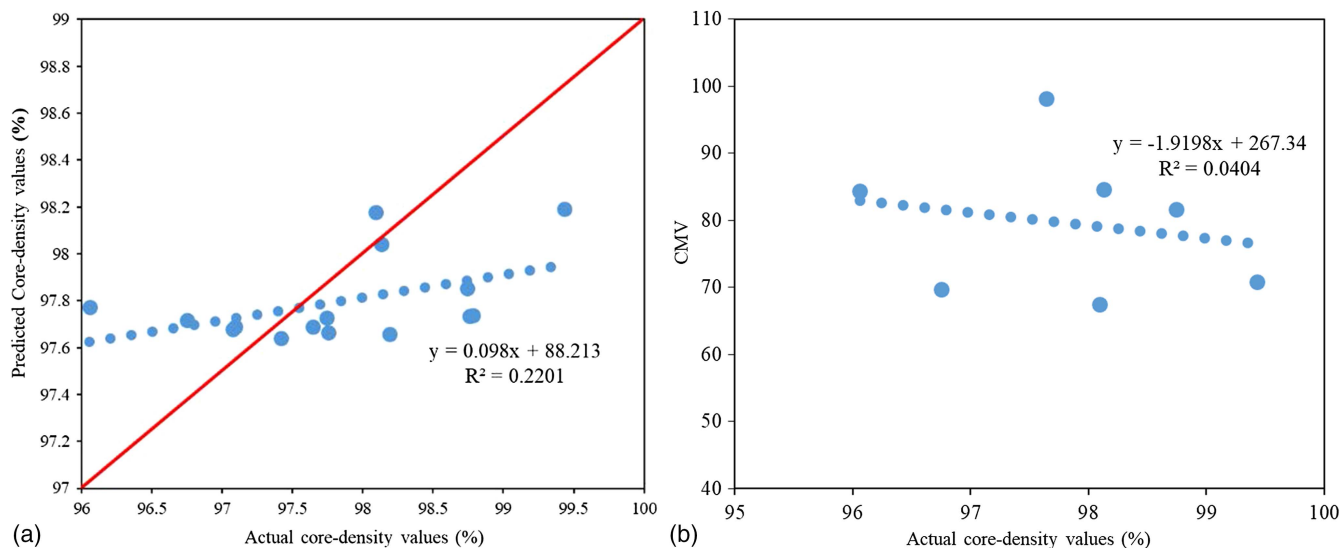 99
98.8
98.6
98.4
98.2
98
97.8
97.6
97.4
97.2
97
Predicted Core-density values (%)
y = 0.098x + 88.213
R² = 0.2201
96 96.5 97 97.5 98 98.5 99 99.5 100
Actual core-density values (%)
(a)
110
100
90
80
70
60
50
40
CMV
y = -1.9198x + 267.34
R² = 0.0404
95 96 97 98 99 100
Actual core-density values (%)
(b)